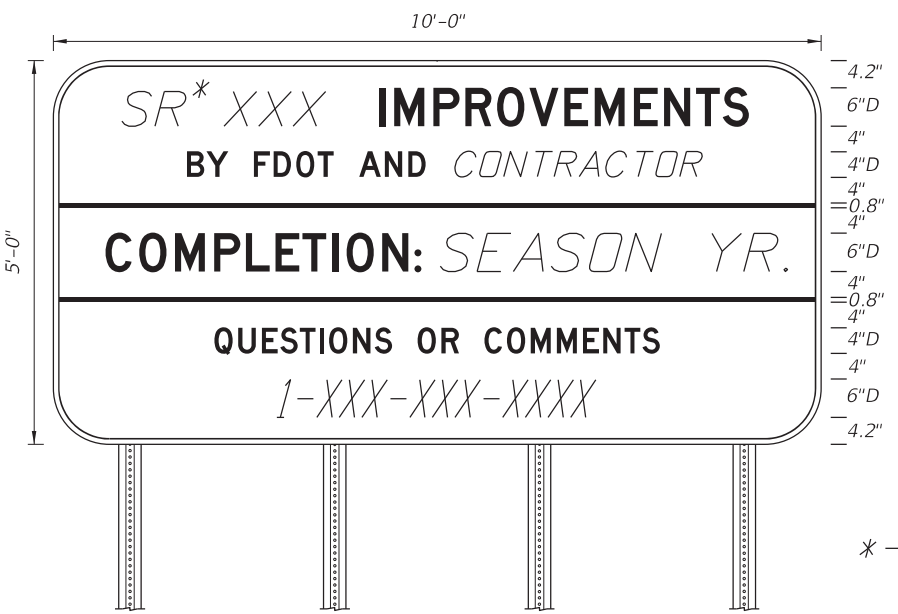 10'-0"
5'-0"
SR* XXX IMPROVEMENTS
BY FDOT AND CONTRACTOR
COMPLETION: SEASON YR.
QUESTIONS OR COMMENTS
1-XXX-XXX-XXXX
4.2"
6"D
4"
4"D
4"
0.8"
4"
6"D
4"
0.8"
4"
4"D
4"
6"D
4.2"
* –